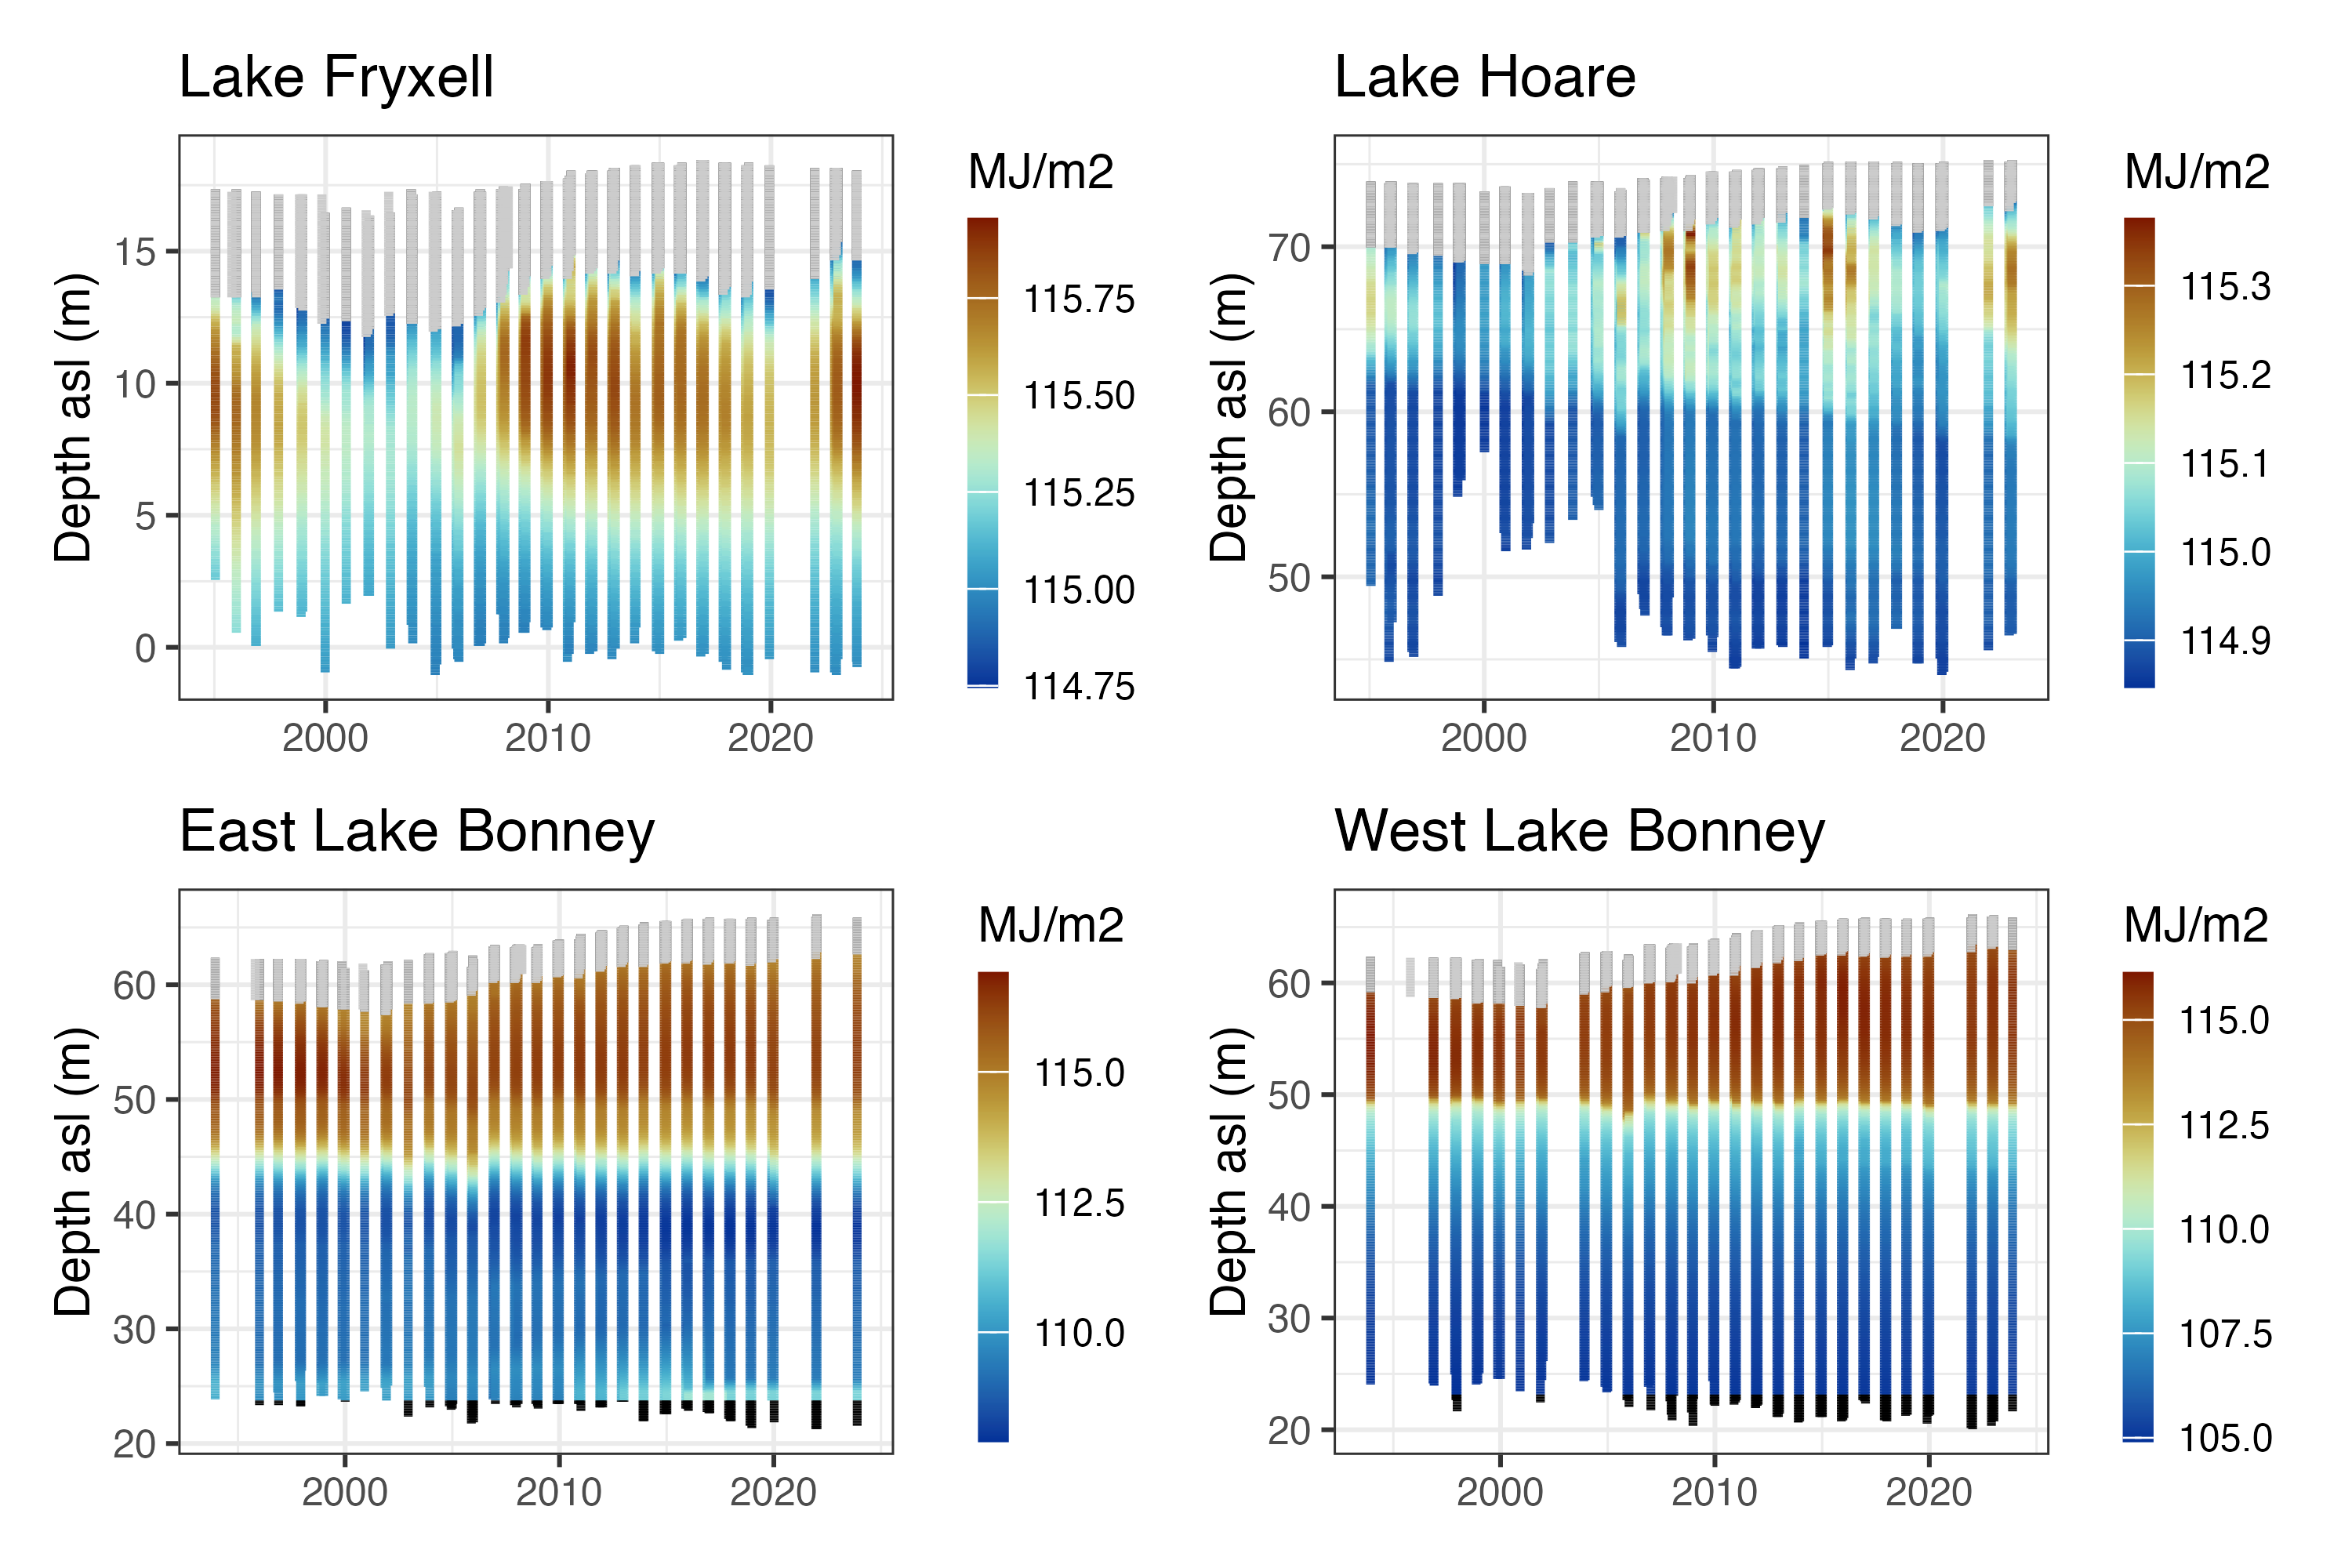 Lake Fryxell
Depth asl (m)
15
10
5
0
2000 2010 2020
MJ/m2
115.75
115.50
115.25
115.00
114.75
Lake Hoare
Depth asl (m)
70
60
50
2000 2010 2020
MJ/m2
115.3
115.2
115.1
115.0
114.9
East Lake Bonney
Depth asl (m)
60
50
40
30
20
2000 2010 2020
MJ/m2
115.0
112.5
110.0
West Lake Bonney
Depth asl (m)
60
50
40
30
20
2000 2010 2020
MJ/m2
115.0
112.5
110.0
107.5
105.0